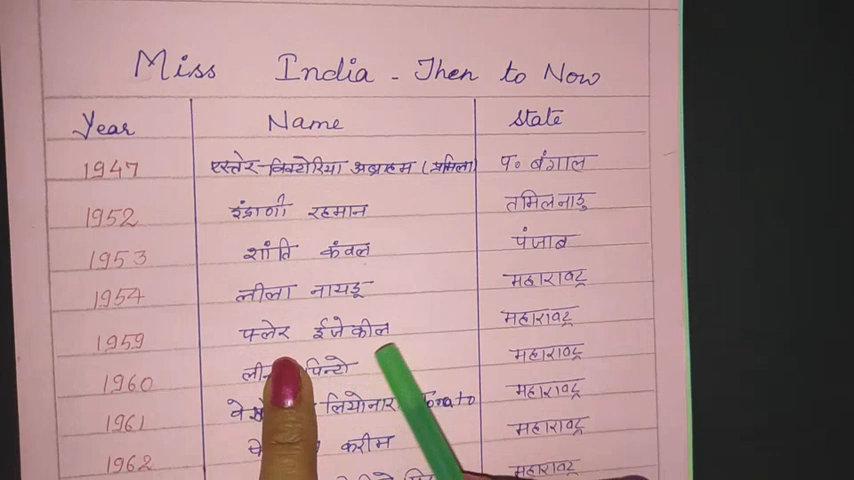 Miss India - Then to Now
Year Name State
1947 एस्तेर विक्टोरिया अब्राहम (प्रमिला) प० बंगाल
1952 इंद्राणी रहमान तमिलनाडु
1953 शांति कंवल पंजाब
1954 लीला नायडू महाराष्ट्र
1959 फ्लेर ईजेकील महाराष्ट्र
1960 पिन्टो महाराष्ट्र
1961 महाराष्ट्र
1962 करीम महाराष्ट्र
महाराष्ट्र